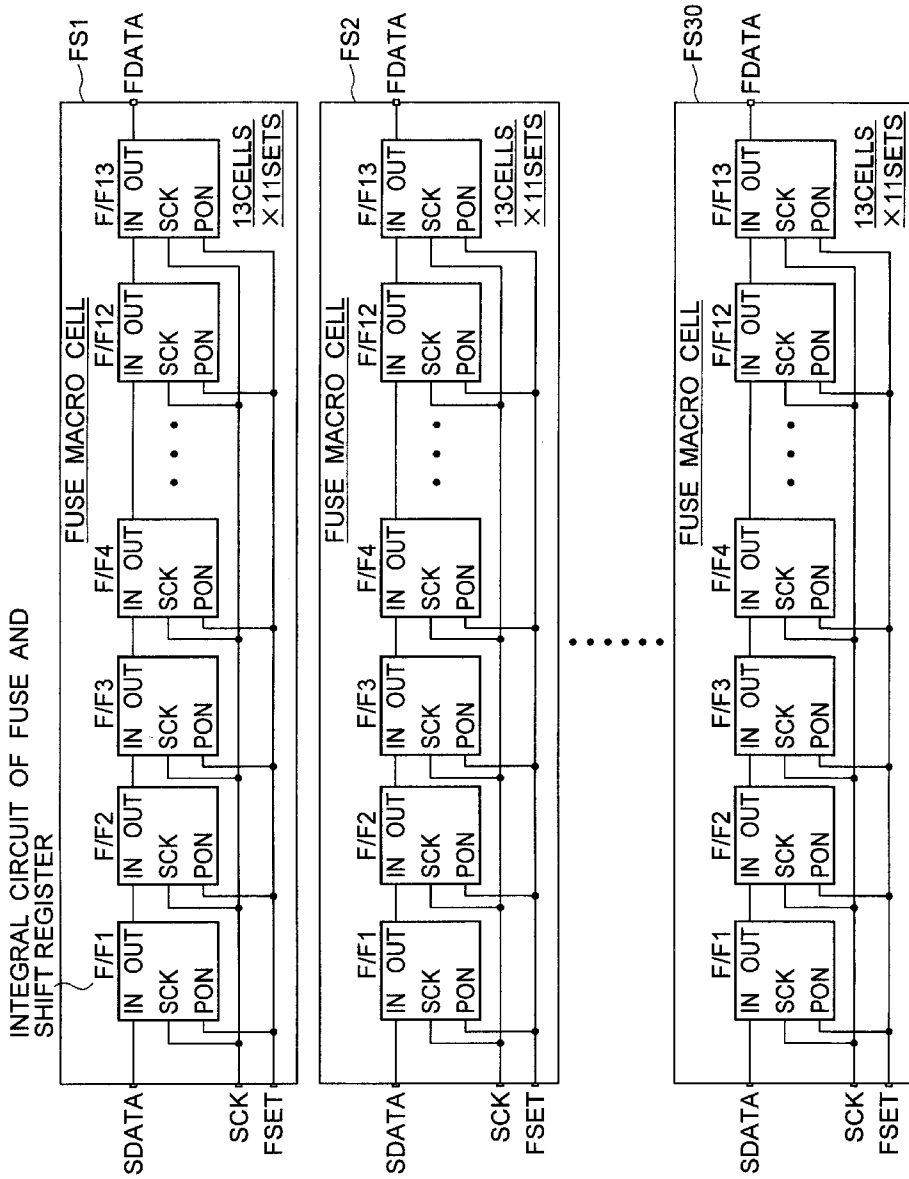 INTEGRAL CIRCUIT OF FUSE AND
SHIFT REGISTER
FS1
FUSE MACRO CELL
F/F1
F/F2
F/F3
F/F4
F/F12
F/F13
IN OUT
SCK
PON
IN OUT
SCK
PON
IN OUT
SCK
PON
IN OUT
SCK
PON
IN OUT
SCK
PON
IN OUT
SCK
PON
13CELLS
×11SETS
SDATA
SCK
FSET
FDATA
FS2
FUSE MACRO CELL
F/F1
F/F2
F/F3
F/F4
F/F12
F/F13
IN OUT
SCK
PON
IN OUT
SCK
PON
IN OUT
SCK
PON
IN OUT
SCK
PON
IN OUT
SCK
PON
IN OUT
SCK
PON
13CELLS
×11SETS
SDATA
SCK
FSET
FDATA
FS30
FUSE MACRO CELL
F/F1
F/F2
F/F3
F/F4
F/F12
F/F13
IN OUT
SCK
PON
IN OUT
SCK
PON
IN OUT
SCK
PON
IN OUT
SCK
PON
IN OUT
SCK
PON
IN OUT
SCK
PON
13CELLS
×11SETS
SDATA
SCK
FSET
FDATA